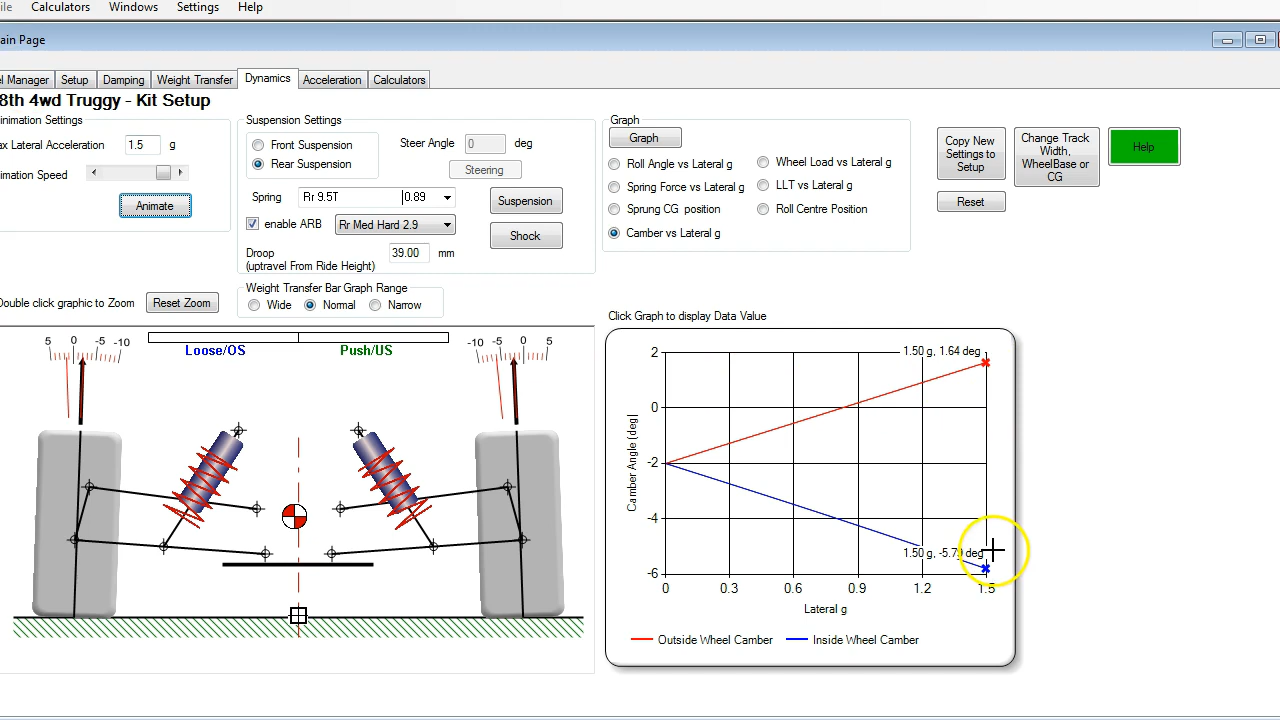 ile Calculators Windows Settings Help
ain Page
el Manager Setup Damping Weight Transfer Dynamics Acceleration Calculators
8th 4wd Truggy - Kit Setup
nimation Settings
ax Lateral Acceleration 1.5 g
nimation Speed
Animate
Suspension Settings
Front Suspension
Rear Suspension
Steer Angle 0 deg
Steering
Spring Rr 9.5T 0.89
Suspension
enable ARB Rr Med Hard 2.9
Shock
Droop 39.00 mm
(uptravel From Ride Height)
Graph
Graph
Roll Angle vs Lateral g
Wheel Load vs Lateral g
Spring Force vs Lateral g
LLT vs Lateral g
Sprung CG position
Roll Centre Position
Camber vs Lateral g
Copy New
Settings to
Setup
Change Track
Width,
WheelBase or
CG
Help
Reset
Double click graphic to Zoom
Reset Zoom
Weight Transfer Bar Graph Range
Wide Normal Narrow
5 0 -5 -10
Loose/OS Push/US
-10 -5 0 5
Click Graph to display Data Value
1.50 g, 1.64 deg
2
0
-2
-4
-6
Camber Angle [deg]
1.50 g, -5.79 deg
0 0.3 0.6 0.9 1.2 1.5
Lateral g
Outside Wheel Camber Inside Wheel Camber